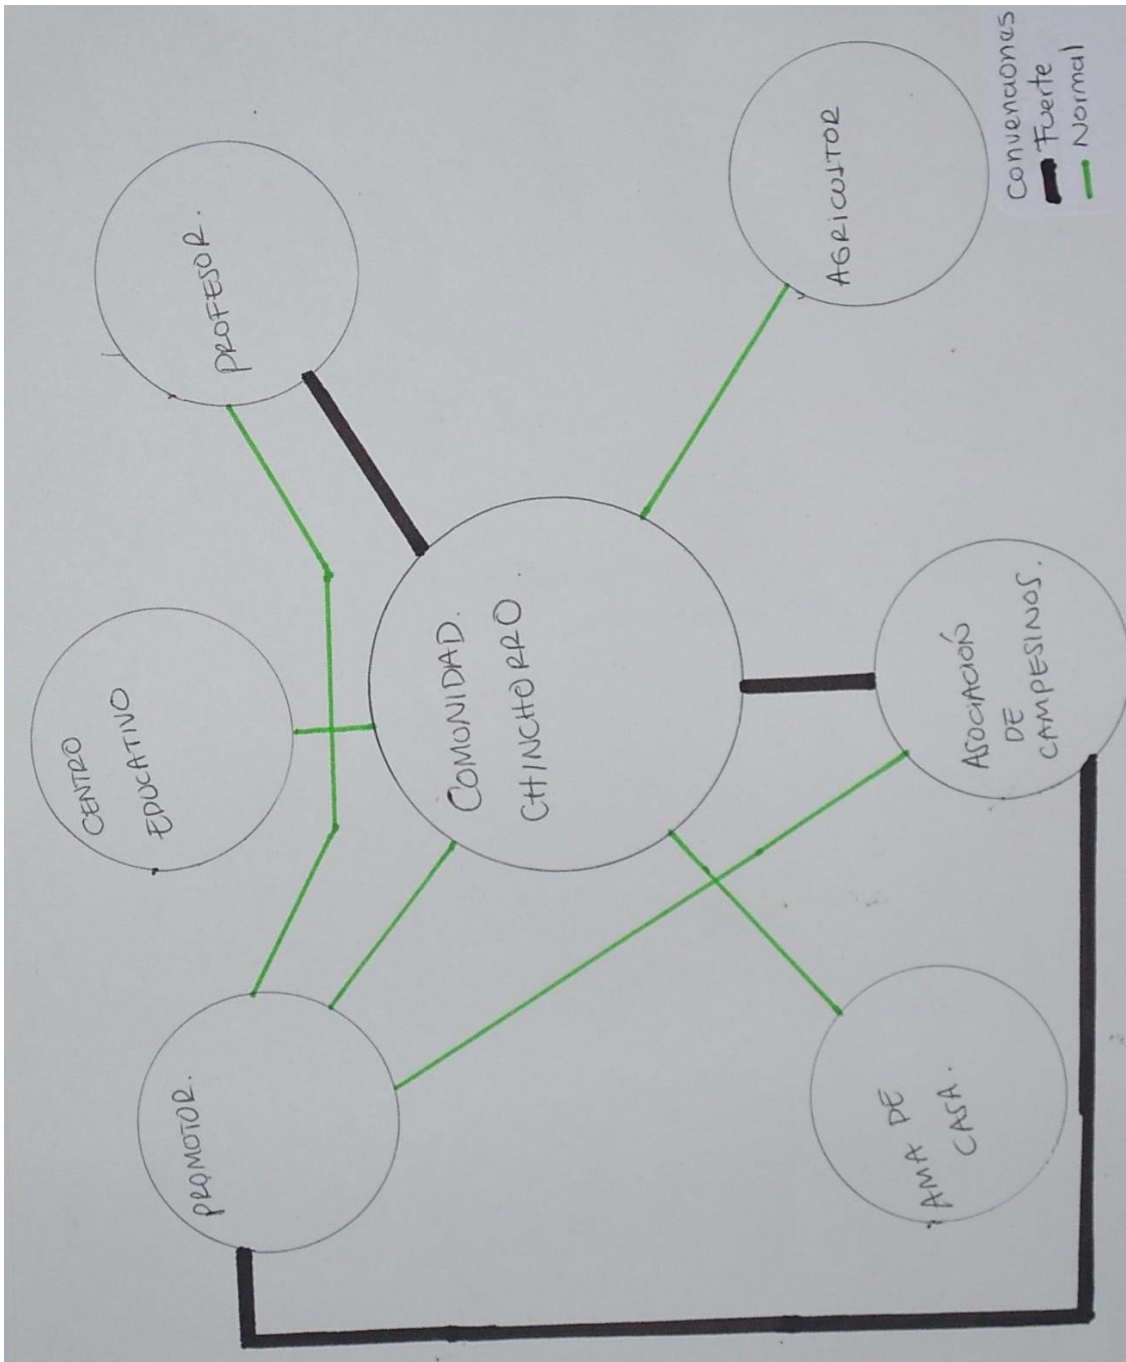 CENTRO
EDUCATIVO
PROMOTOR.
PROFESOR.
COMUNIDAD.
CHINCHORRO.
AMA DE
CASA.
ASOCIACIÓN
DE
CAMPESINOS.
AGRICULTOR
Convenciones
Fuerte
Normal